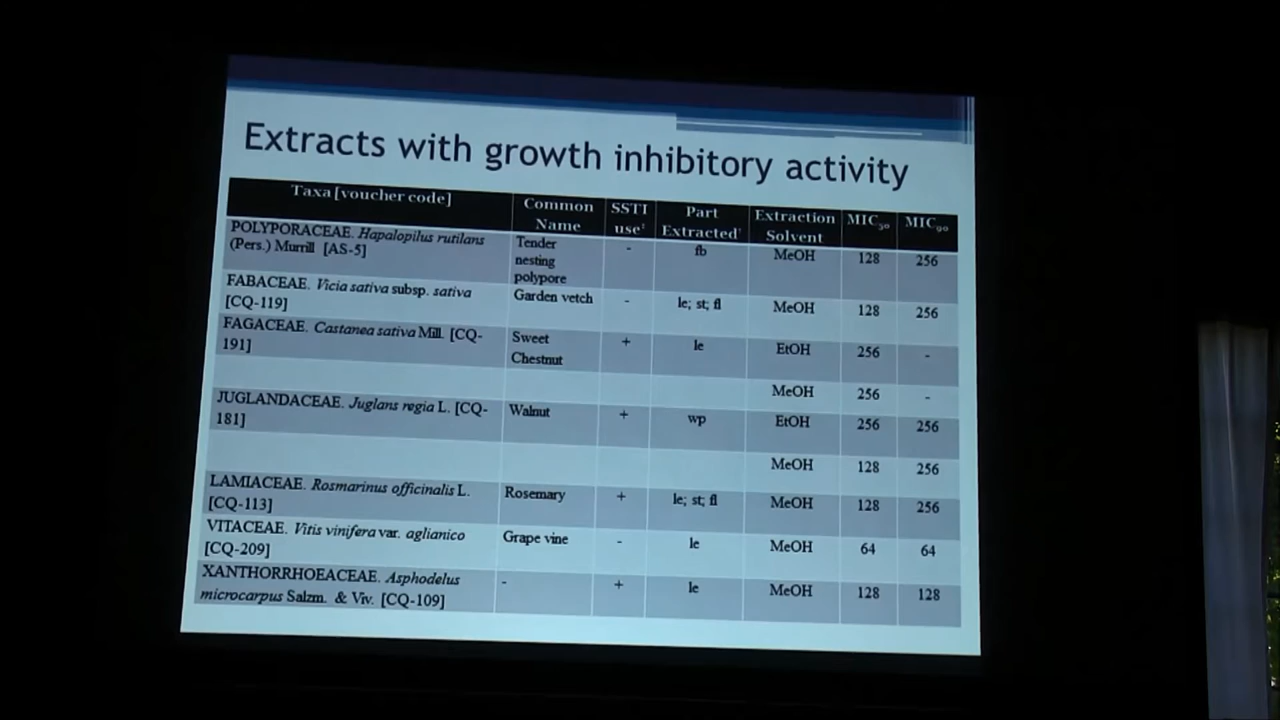 Extracts with growth inhibitory activity
Taxa [voucher code] Common Name SSTI use² Part Extracted¹ Extraction Solvent MIC₅₀ MIC₉₀
POLYPORACEAE. Hapalopilus rutilans (Pers.) Murrill [AS-5] Tender nesting polypore - fb MeOH 128 256
FABACEAE. Vicia sativa subsp. sativa [CQ-119] Garden vetch - le; st; fl MeOH 128 256
FAGACEAE. Castanea sativa Mill. [CQ-191] Sweet Chestnut + le EtOH 256 -
MeOH 256 -
JUGLANDACEAE. Juglans regia L. [CQ-181] Walnut + wp EtOH 256 256
MeOH 128 256
LAMIACEAE. Rosmarinus officinalis L. [CQ-113] Rosemary + le; st; fl MeOH 128 256
VITACEAE. Vitis vinifera var. aglianico [CQ-209] Grape vine - le MeOH 64 64
XANTHORRHOEACEAE. Asphodelus microcarpus Salzm. & Viv. [CQ-109] - + le MeOH 128 128